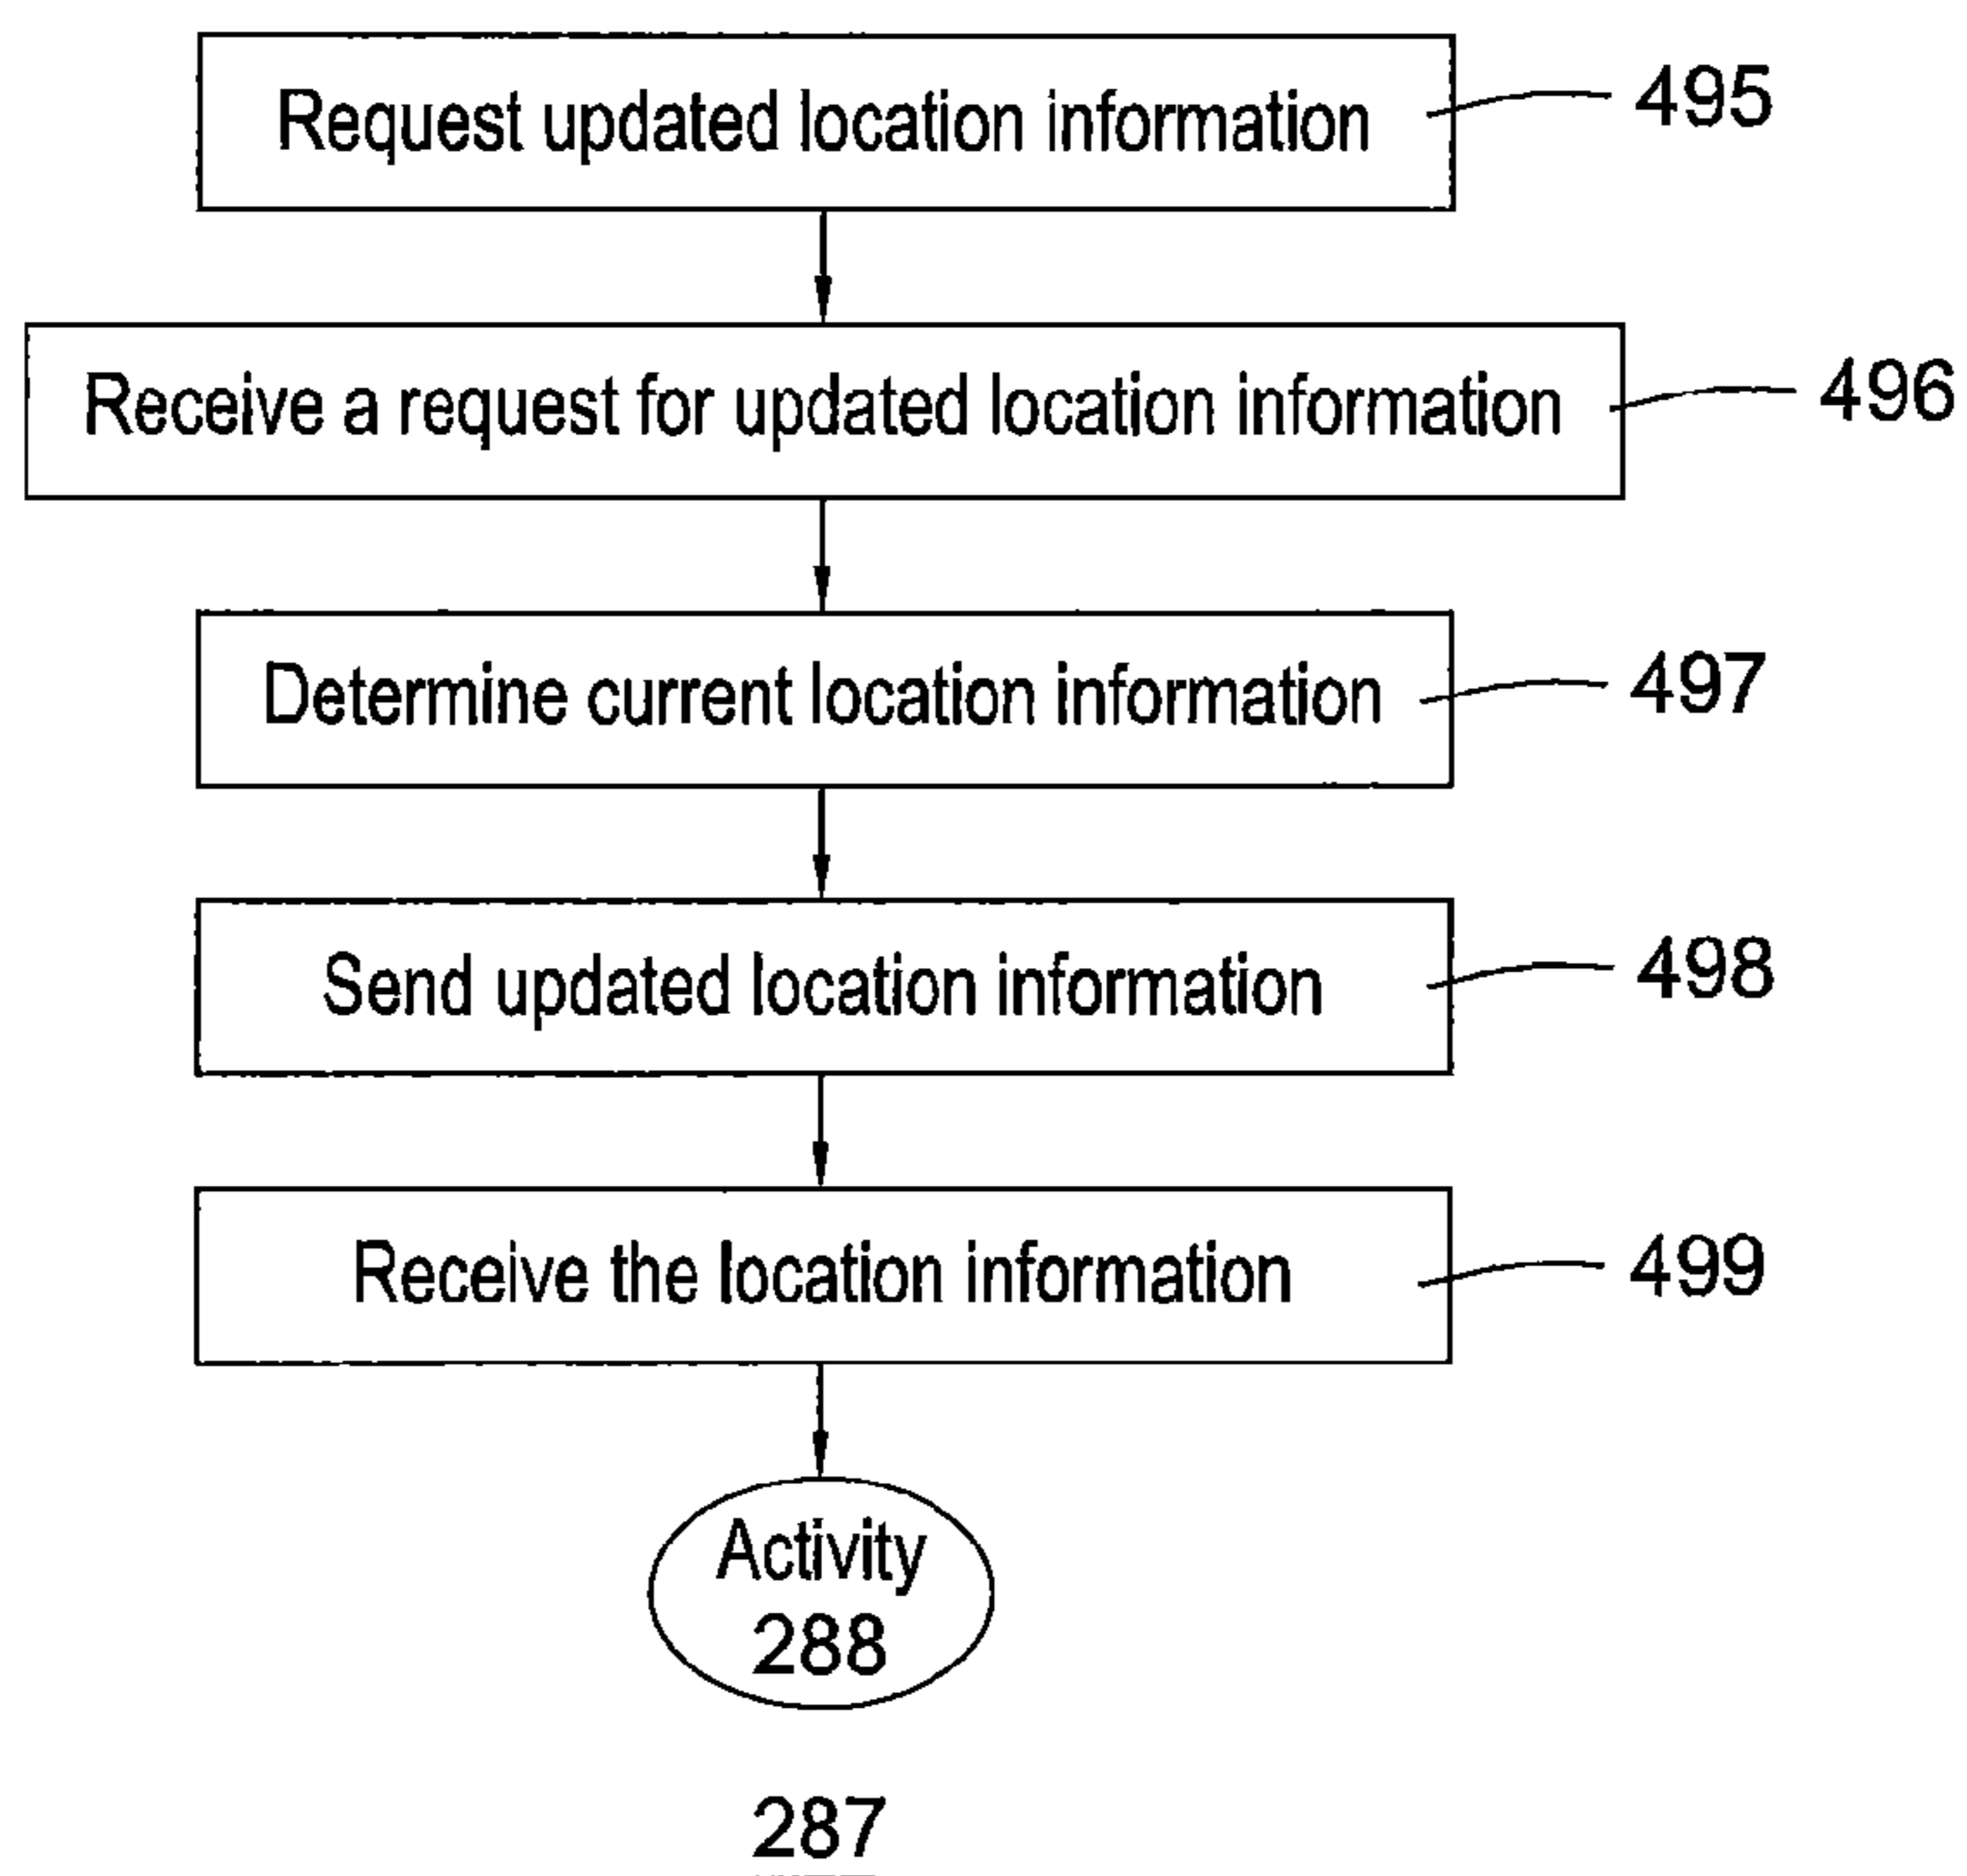 Request updated location information
495
Receive a request for updated location information
496
Determine current location information
497
Send updated location information
498
Receive the location information
499
Activity
288
287